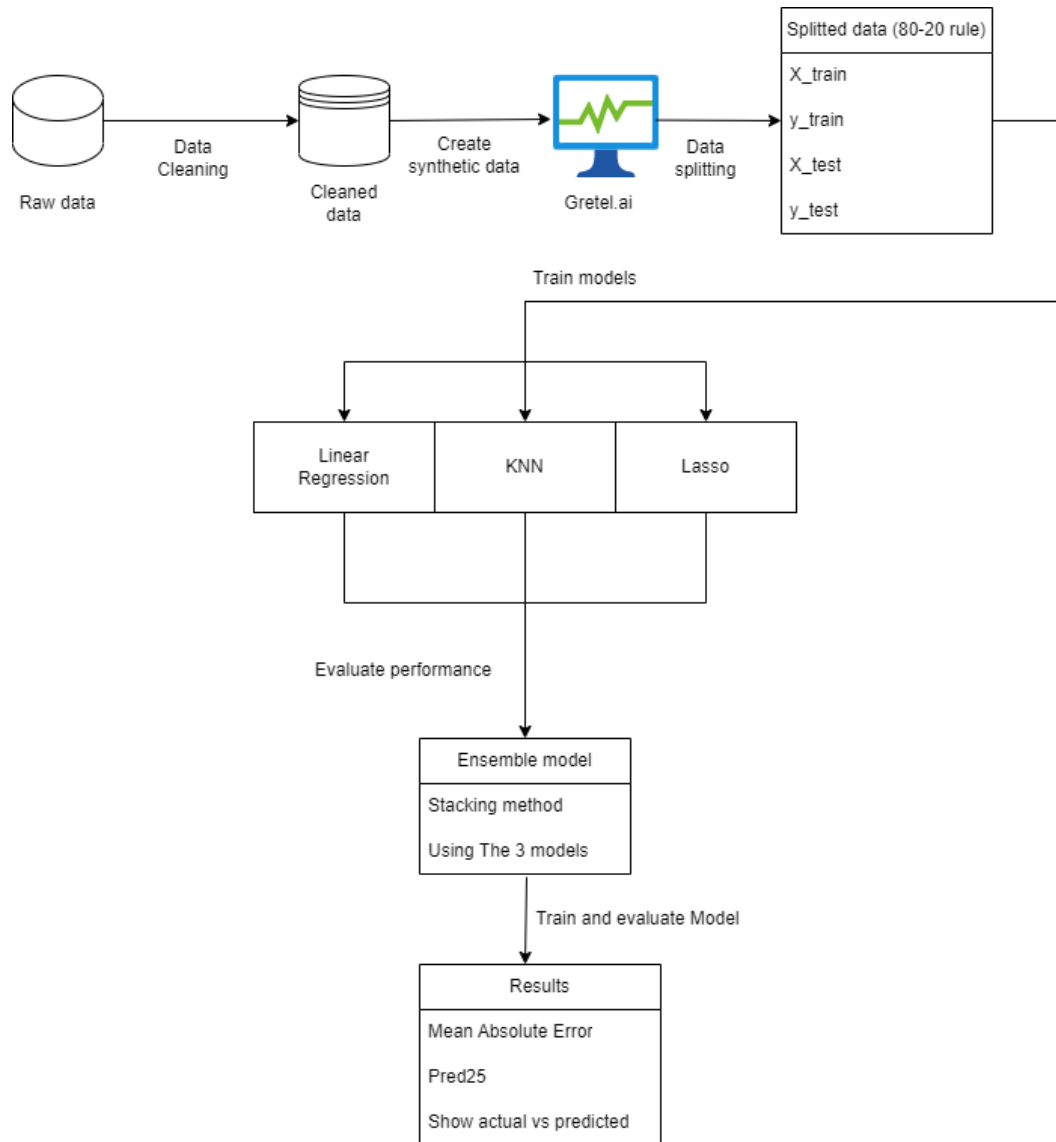 Splitted data (80-20 rule)
X_train
y_train
X_test
y_test
Data
Cleaning
Create
synthetic data
Data
splitting
Raw data
Cleaned
data
Gretel.ai
Train models
Linear
Regression
KNN
Lasso
Evaluate performance
Ensemble model
Stacking method
Using The 3 models
Train and evaluate Model
Results
Mean Absolute Error
Pred25
Show actual vs predicted